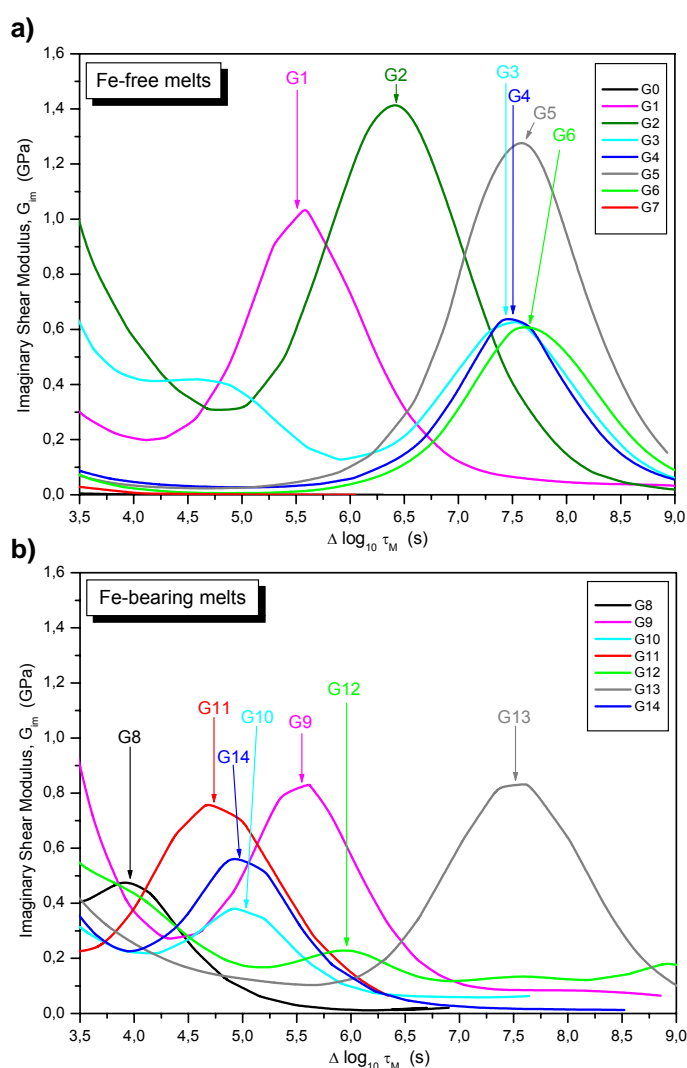 a)
1,6
1,4
1,2
1,0
0,8
0,6
0,4
0,2
0,0
Imaginary Shear Modulus, G_im (GPa)
Fe-free melts
G1
G2
G3
G4
G5
G6
G0
G1
G2
G3
G4
G5
G6
G7
3,5 4,0 4,5 5,0 5,5 6,0 6,5 7,0 7,5 8,0 8,5 9,0
Δ log₁₀ τ_M (s)
b)
1,6
1,4
1,2
1,0
0,8
0,6
0,4
0,2
0,0
Imaginary Shear Modulus, G_im (GPa)
Fe-bearing melts
G8
G11
G14
G10
G9
G12
G13
G8
G9
G10
G11
G12
G13
G14
3,5 4,0 4,5 5,0 5,5 6,0 6,5 7,0 7,5 8,0 8,5 9,0
Δ log₁₀ τ_M (s)